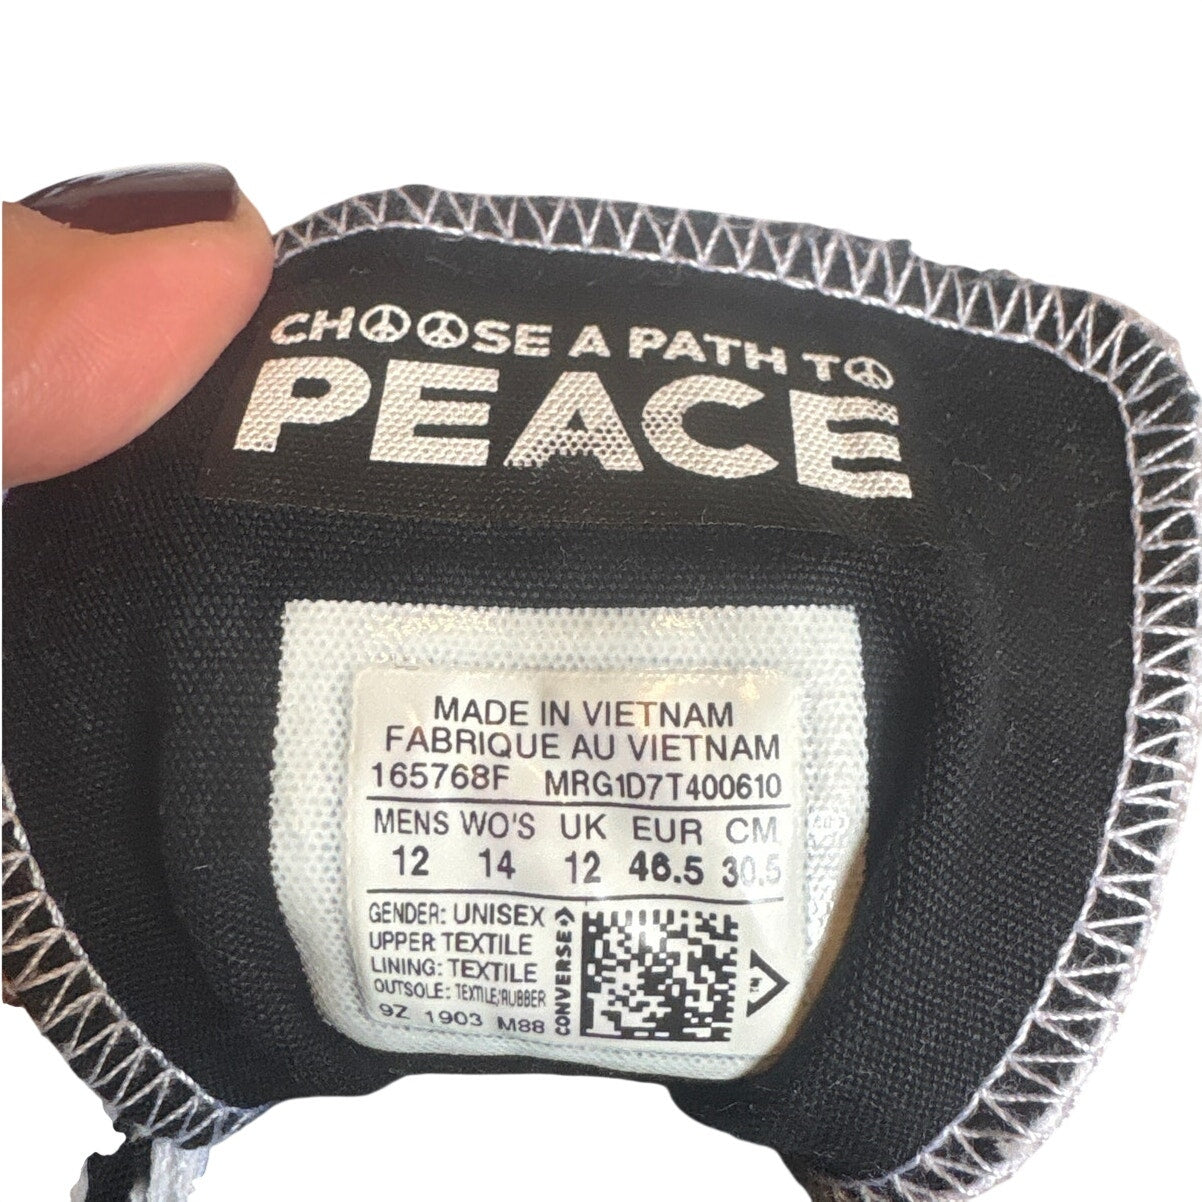 CHOOSE A PATH TO
PEACE
MADE IN VIETNAM
FABRIQUE AU VIETNAM
165768F MRG1D7T400610
MENS WO'S UK EUR CM
12 14 12 46.5 30.5
GENDER: UNISEX
UPPER TEXTILE
LINING: TEXTILE
OUTSOLE: TEXTILE/RUBBER
9Z 1903 M88
CONVERSE
TM